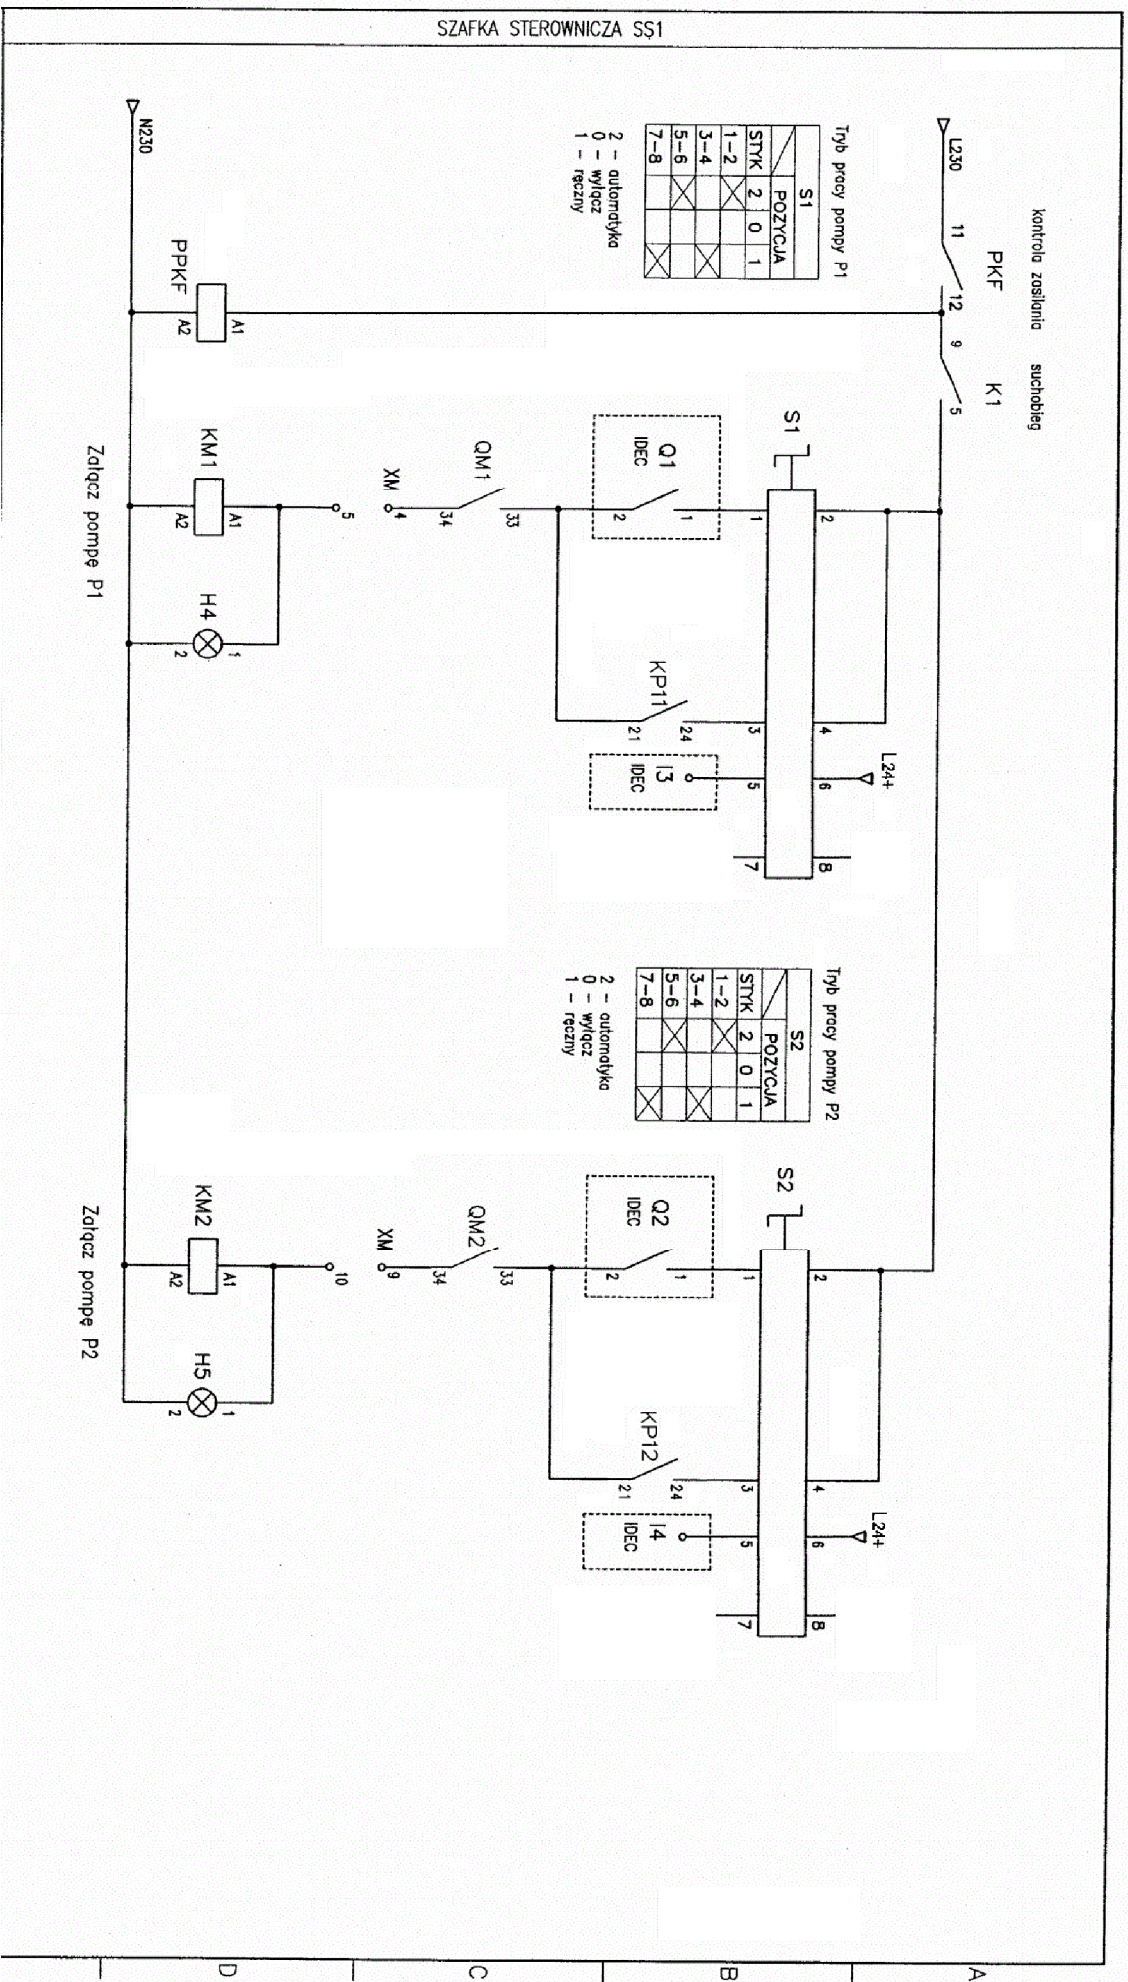 SZAFKA STEROWNICZA SS1
kontrola zasilania suchobieg
PKF
K1
L230
11
12
9
5
Tryb pracy pompy P1
S1
POZYCJA
STYK 2 0 1
1-2
3-4
5-6
7-8
2 - automatyka
0 - wyłącz
1 - ręczny
S1
2
4
L24+
6
8
1
3
5
7
Q1
IDEC
1
2
KP11
24
21
I3
IDEC
QM1
33
34
XM
4
5
N230
PPKF
A1
A2
KM1
A1
A2
H4
1
2
Załącz pompę P1
Tryb pracy pompy P2
S2
POZYCJA
STYK 2 0 1
1-2
3-4
5-6
7-8
2 - automatyka
0 - wyłącz
1 - ręczny
S2
2
4
L24+
6
8
1
3
5
7
Q2
IDEC
1
2
KP12
24
21
I4
IDEC
QM2
33
34
XM
9
10
KM2
A1
A2
H5
1
2
Załącz pompę P2
A
B
C
D